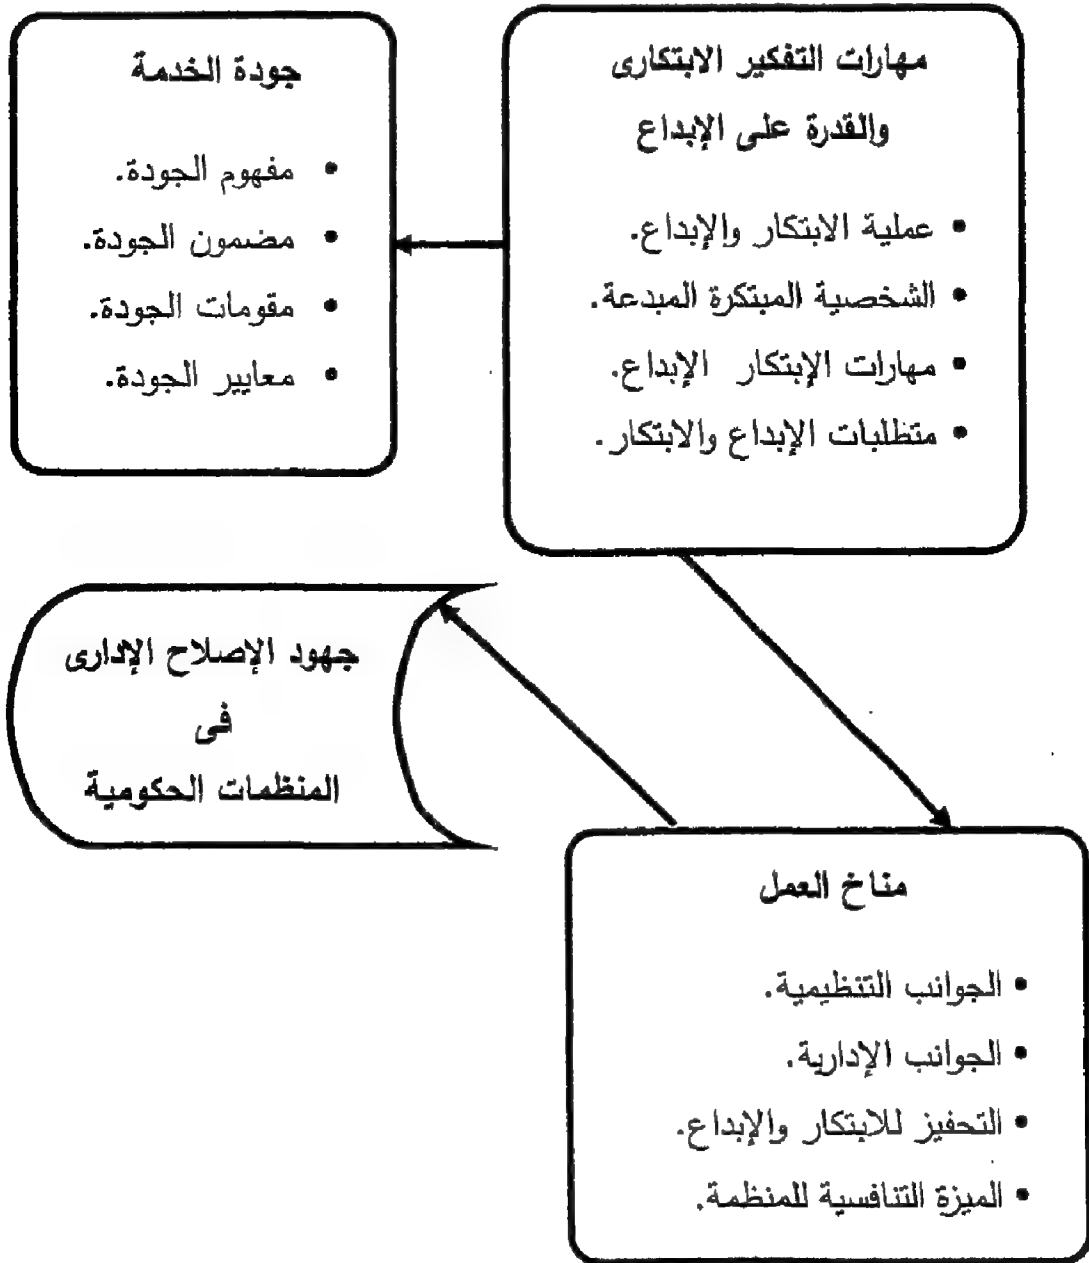 مهارات التفكير الابتكارى
والقدرة على الإبداع
• عملية الابتكار والإبداع.
• الشخصية المبتكرة المبدعة.
• مهارات الإبتكار الإبداع.
• متطلبات الإبداع والابتكار.
جودة الخدمة
• مفهوم الجودة.
• مضمون الجودة.
• مقومات الجودة.
• معايير الجودة.
جهود الإصلاح الإدارى
فى
المنظمات الحكومية
مناخ العمل
• الجوانب التنظيمية.
• الجوانب الإدارية.
• التحفيز للابتكار والإبداع.
• الميزة التنافسية للمنظمة.